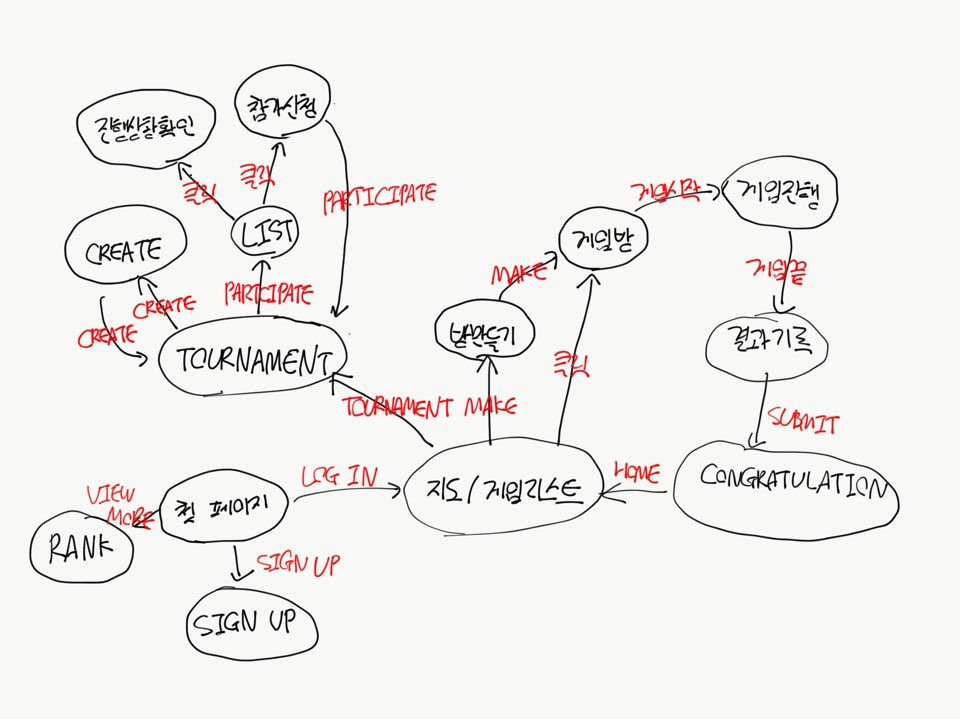 참가신청
진행상황확인
클릭
클릭
PARTICIPATE
게임시작
게임진행
LIST
CREATE
게임방
MAKE
게임끝
PARTICIPATE
CREATE
CREATE
방만들기
결과기록
TOURNAMENT
클릭
TOURNAMENT
MAKE
SUBMIT
LOG IN
HOME
CONGRATULATION
지도/게임리스트
VIEW
MORE
첫 페이지
RANK
SIGN UP
SIGN UP